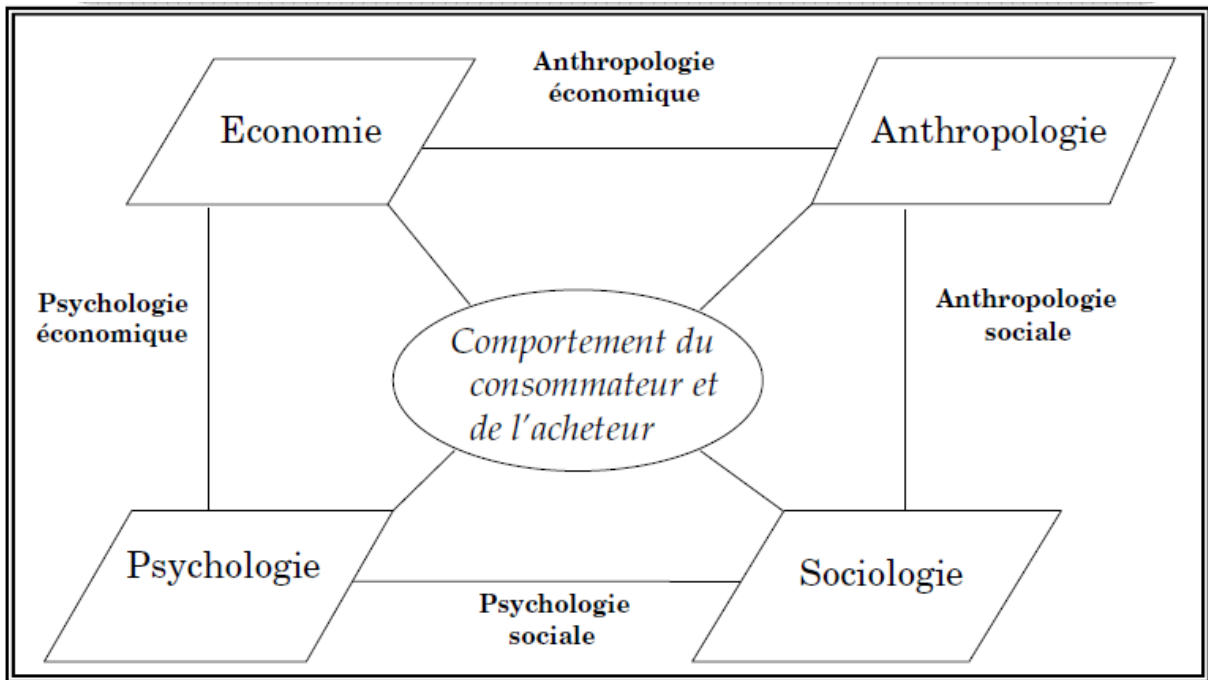 Anthropologie
économique
Economie
Anthropologie
Psychologie
économique
Anthropologie
sociale
Comportement du
consommateur et
de l'acheteur
Psychologie
Sociologie
Psychologie
sociale